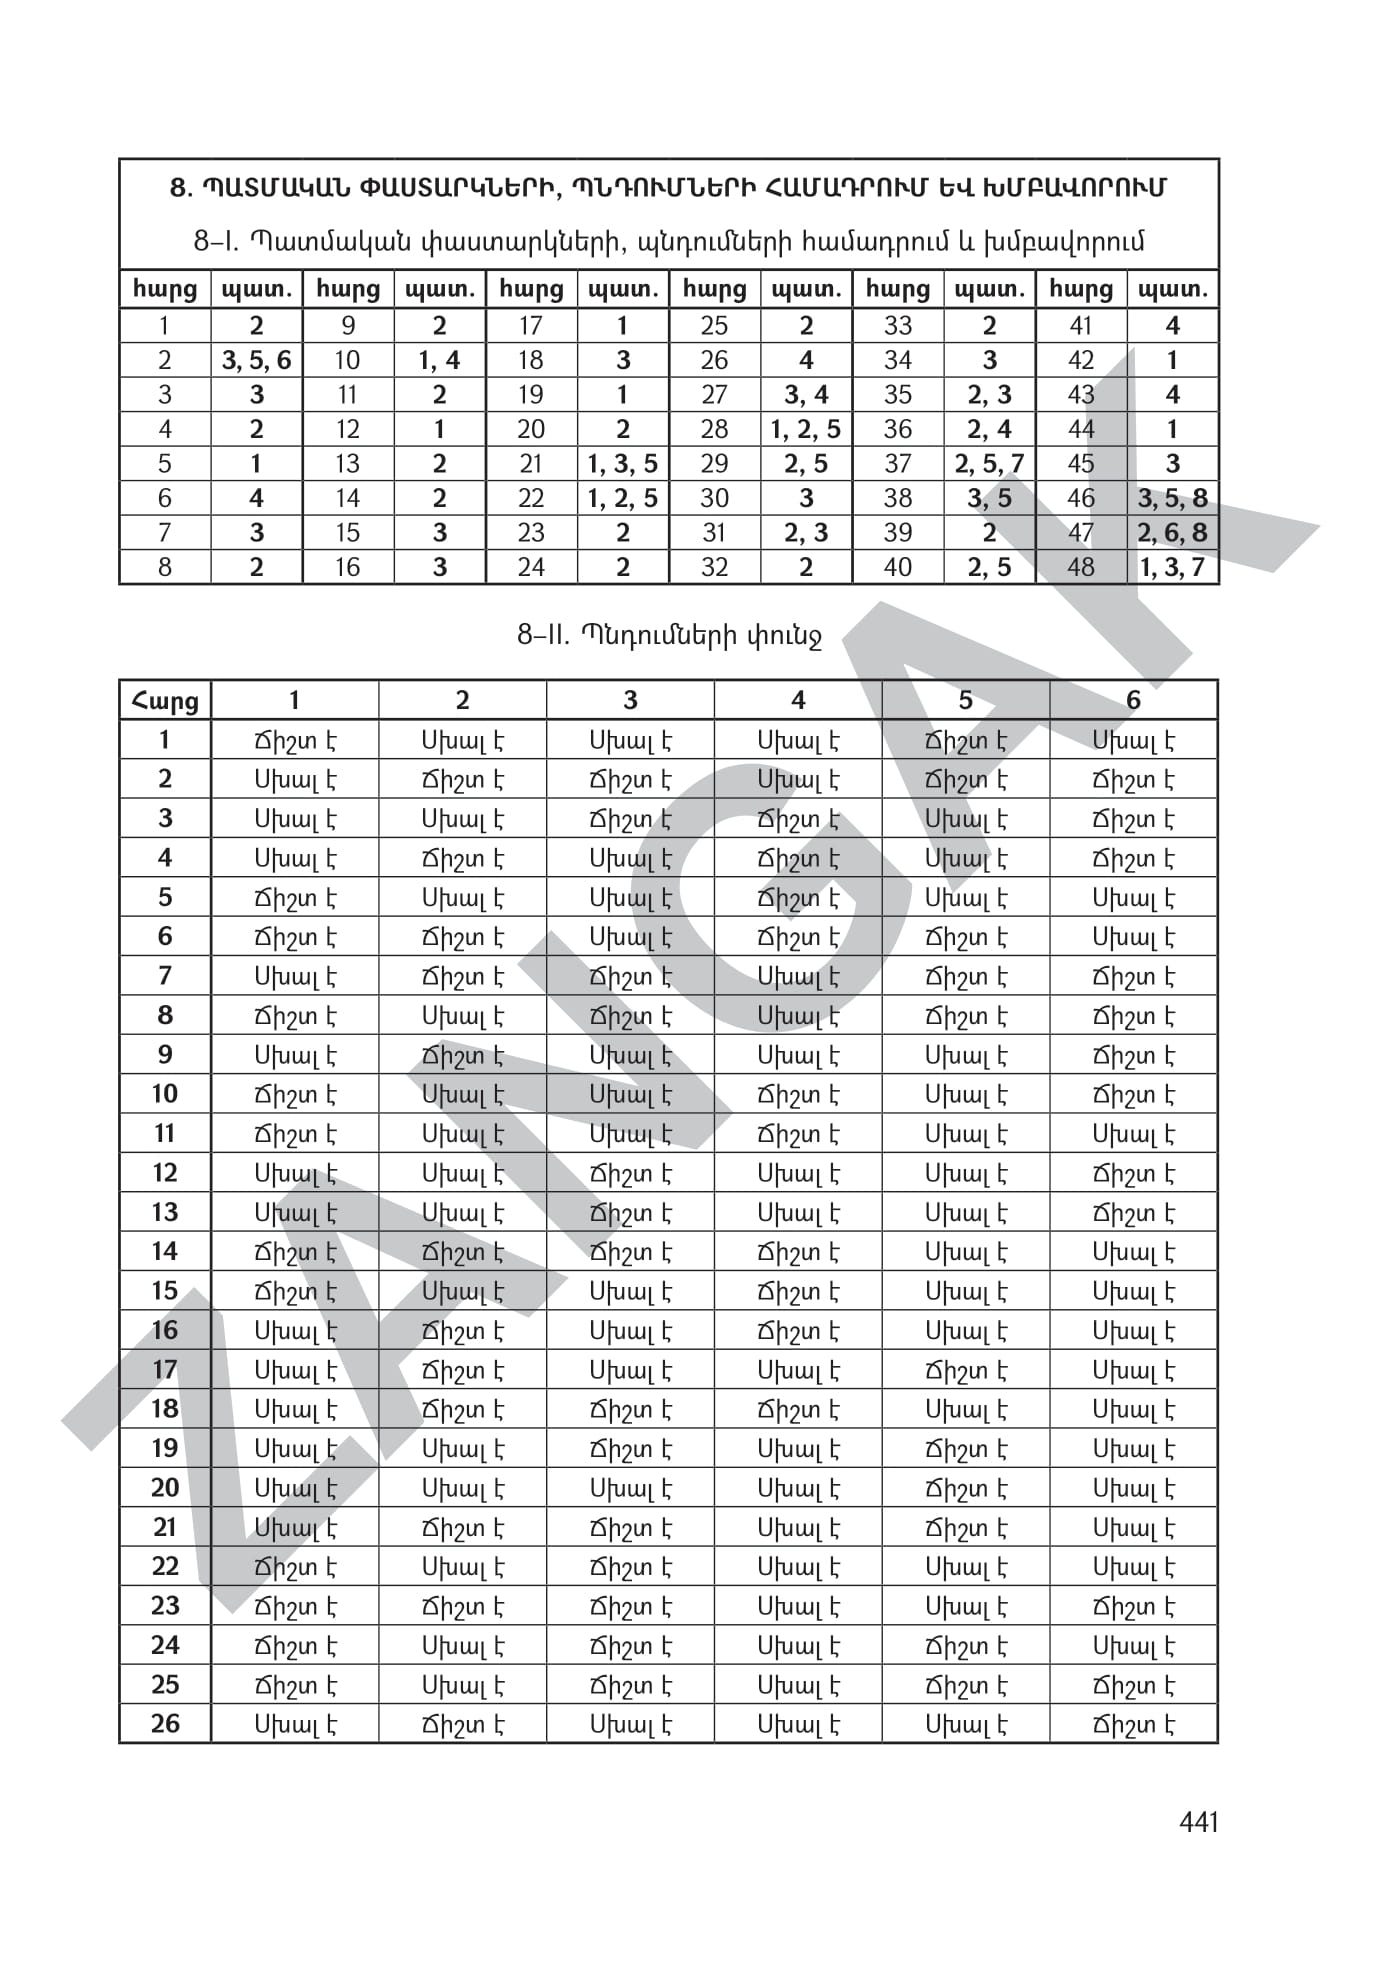 8. ՊԱՏՄԱԿԱՆ ՓԱՍՏԱՐԿՆԵՐԻ, ՊՆԴՈՒՄՆԵՐԻ ՀԱՄԱԴՐՈՒՄ ԵՎ ԽՄԲԱՎՈՐՈՒՄ
8–I. Պատմական փաստարկների, պնդումների համադրում և խմբավորում
հարց պատ. հարց պատ. հարց պատ. հարց պատ. հարց պատ. հարց պատ.
1 2 9 2 17 1 25 2 33 2 41 4
2 3, 5, 6 10 1, 4 18 3 26 4 34 3 42 1
3 3 11 2 19 1 27 3, 4 35 2, 3 43 4
4 2 12 1 20 2 28 1, 2, 5 36 2, 4 44 1
5 1 13 2 21 1, 3, 5 29 2, 5 37 2, 5, 7 45 3
6 4 14 2 22 1, 2, 5 30 3 38 3, 5 46 3, 5, 8
7 3 15 3 23 2 31 2, 3 39 2 47 2, 6, 8
8 2 16 3 24 2 32 2 40 2, 5 48 1, 3, 7
8–II. Պնդումների փունջ
Հարց 1 2 3 4 5 6
1 Ճիշտ է Սխալ է Սխալ է Սխալ է Ճիշտ է Սխալ է
2 Սխալ է Ճիշտ է Ճիշտ է Սխալ է Ճիշտ է Ճիշտ է
3 Սխալ է Սխալ է Ճիշտ է Ճիշտ է Սխալ է Ճիշտ է
4 Սխալ է Ճիշտ է Սխալ է Ճիշտ է Սխալ է Ճիշտ է
5 Ճիշտ է Սխալ է Սխալ է Ճիշտ է Սխալ է Սխալ է
6 Ճիշտ է Ճիշտ է Սխալ է Ճիշտ է Ճիշտ է Սխալ է
7 Սխալ է Ճիշտ է Ճիշտ է Սխալ է Ճիշտ է Ճիշտ է
8 Ճիշտ է Սխալ է Ճիշտ է Սխալ է Ճիշտ է Ճիշտ է
9 Սխալ է Ճիշտ է Սխալ է Սխալ է Սխալ է Ճիշտ է
10 Ճիշտ է Սխալ է Սխալ է Ճիշտ է Սխալ է Ճիշտ է
11 Ճիշտ է Սխալ է Սխալ է Ճիշտ է Սխալ է Սխալ է
12 Սխալ է Սխալ է Ճիշտ է Սխալ է Սխալ է Ճիշտ է
13 Սխալ է Սխալ է Ճիշտ է Սխալ է Սխալ է Ճիշտ է
14 Ճիշտ է Ճիշտ է Ճիշտ է Ճիշտ է Սխալ է Սխալ է
15 Ճիշտ է Սխալ է Սխալ է Ճիշտ է Սխալ է Սխալ է
16 Սխալ է Ճիշտ է Սխալ է Ճիշտ է Սխալ է Սխալ է
17 Սխալ է Ճիշտ է Սխալ է Սխալ է Ճիշտ է Սխալ է
18 Սխալ է Ճիշտ է Ճիշտ է Ճիշտ է Սխալ է Սխալ է
19 Սխալ է Սխալ է Ճիշտ է Սխալ է Ճիշտ է Սխալ է
20 Սխալ է Սխալ է Սխալ է Սխալ է Ճիշտ է Սխալ է
21 Սխալ է Ճիշտ է Ճիշտ է Սխալ է Ճիշտ է Սխալ է
22 Ճիշտ է Սխալ է Ճիշտ է Սխալ է Սխալ է Սխալ է
23 Ճիշտ է Ճիշտ է Ճիշտ է Սխալ է Սխալ է Ճիշտ է
24 Ճիշտ է Սխալ է Ճիշտ է Սխալ է Ճիշտ է Սխալ է
25 Ճիշտ է Սխալ է Ճիշտ է Սխալ է Ճիշտ է Ճիշտ է
26 Սխալ է Ճիշտ է Սխալ է Սխալ է Սխալ է Ճիշտ է
441
ZANGAK